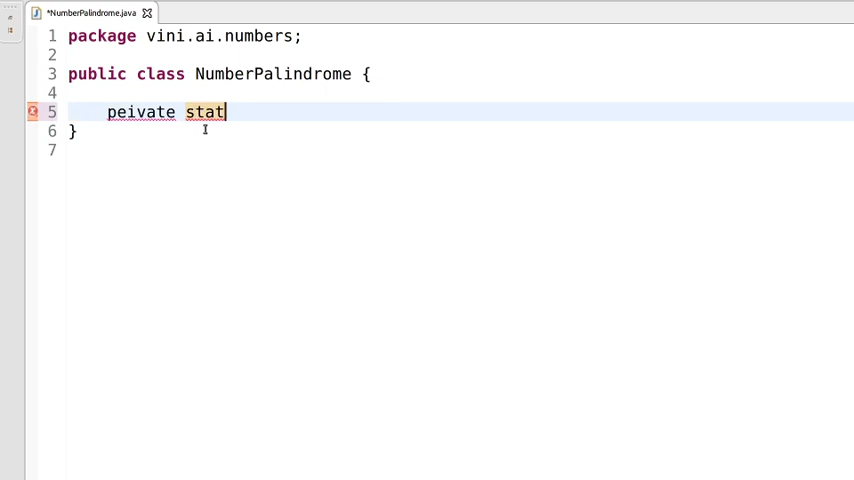 *NumberPalindrome.java
1 package vini.ai.numbers;
2
3 public class NumberPalindrome {
4
5 peivate stat
6 }
7